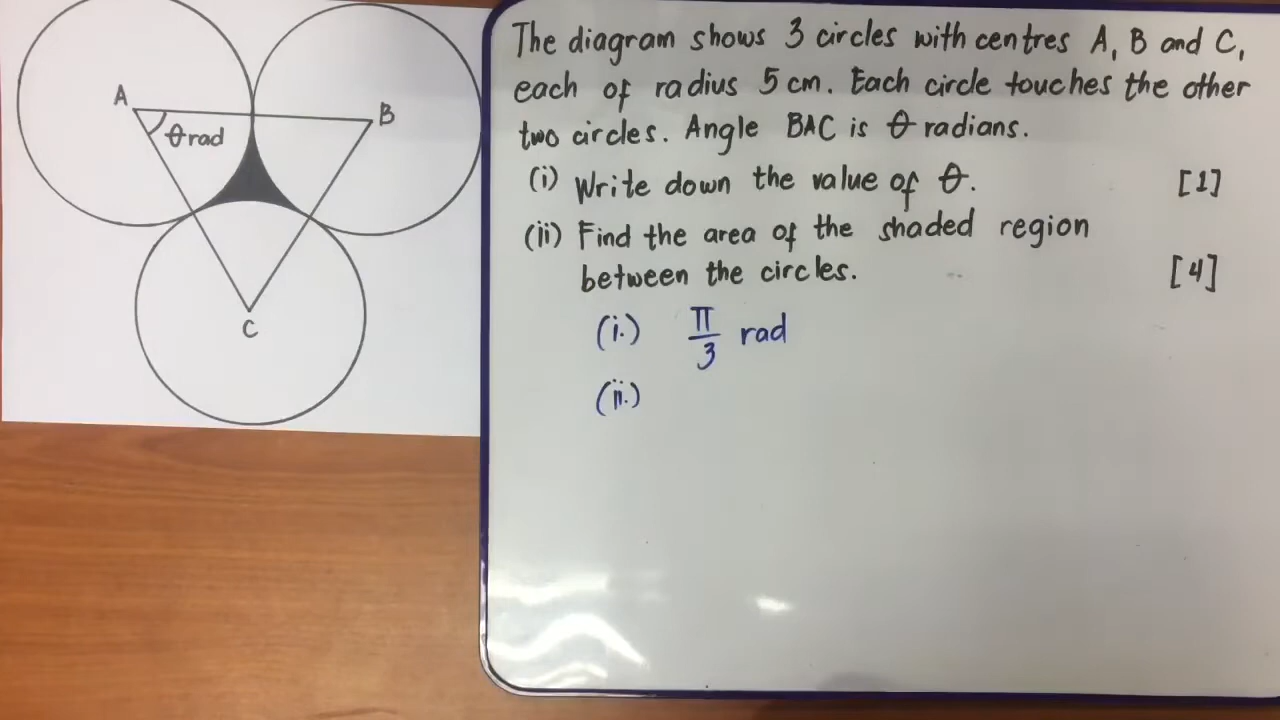 A
B
θ rad
C
The diagram shows 3 circles with centres A, B and C,
each of radius 5 cm. Each circle touches the other
two circles. Angle BAC is θ radians.
(i) Write down the value of θ. [1]
(ii) Find the area of the shaded region
between the circles. [4]
(i.) π/3 rad
(ii.)